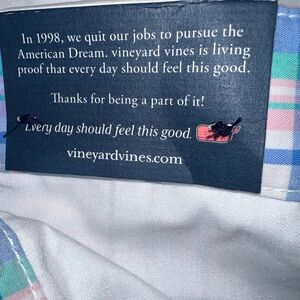 In 1998, we quit our jobs to pursue the
American Dream. vineyard vines is living
proof that every day should feel this good.
Thanks for being a part of it!
Every day should feel this good.
vineyardvines.com